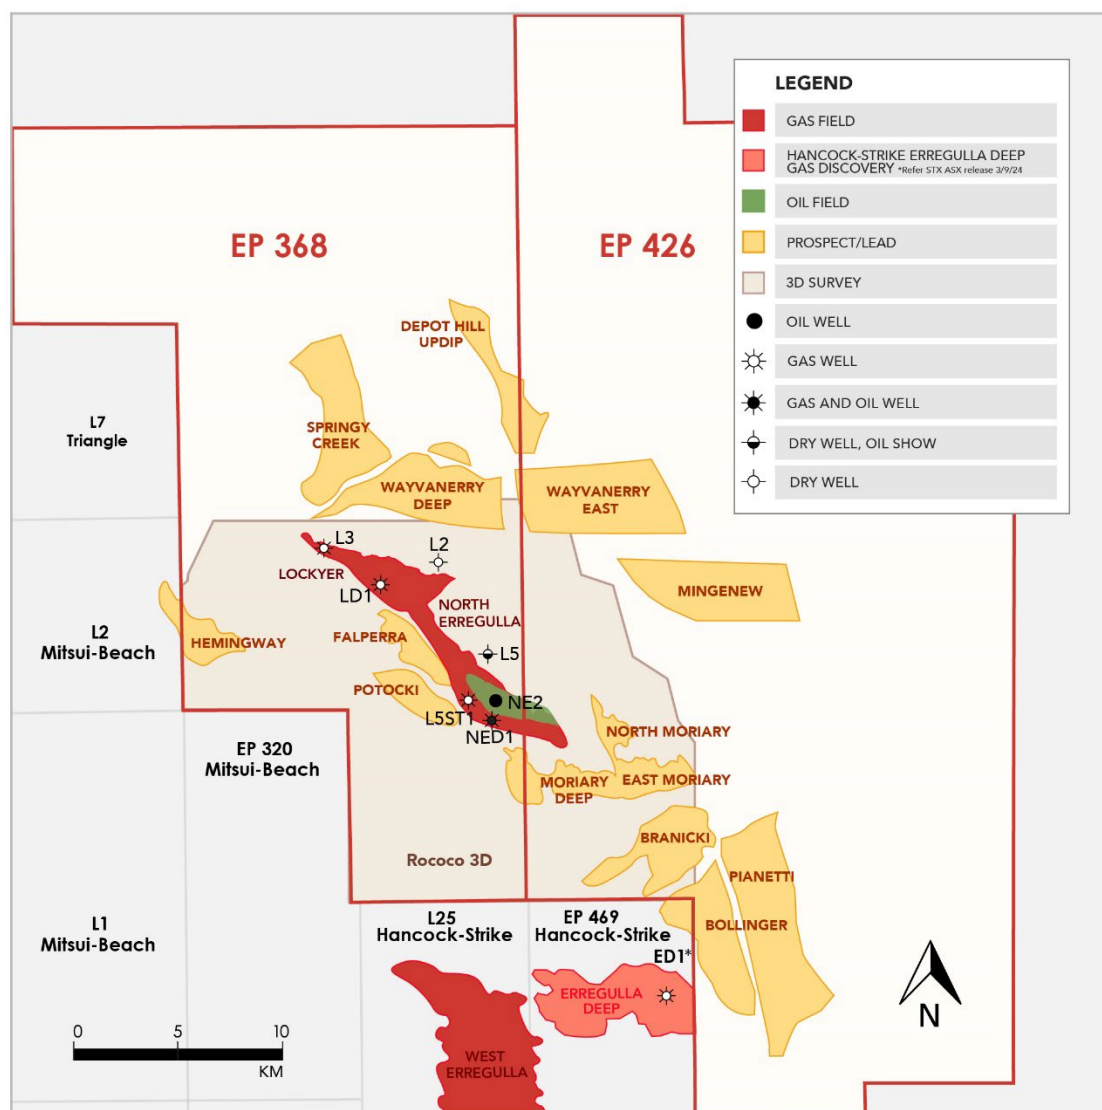 LEGEND
GAS FIELD
HANCOCK-STRIKE ERREGULLA DEEP
GAS DISCOVERY *Refer STX ASX release 3/9/24
OIL FIELD
PROSPECT/LEAD
3D SURVEY
OIL WELL
GAS WELL
GAS AND OIL WELL
DRY WELL, OIL SHOW
DRY WELL
EP 368
EP 426
DEPOT HILL
UPDIP
SPRINGY
CREEK
L7
Triangle
WAYVANERRY
DEEP
WAYVANERRY
EAST
L3
L2
LOCKYER
LD1
NORTH
ERREGULLA
MINGENEW
HEMINGWAY
FALPERRA
L5
L2
Mitsui-Beach
POTOCKI
NE2
L5ST1
NED1
NORTH MORIARY
EP 320
Mitsui-Beach
MORIARY
DEEP
EAST MORIARY
BRANICKI
Rococo 3D
PIANETTI
BOLLINGER
L1
Mitsui-Beach
L25
Hancock-Strike
EP 469
Hancock-Strike
ED1*
ERREGULLA
DEEP
WEST
ERREGULLA
N
0 5 10
KM